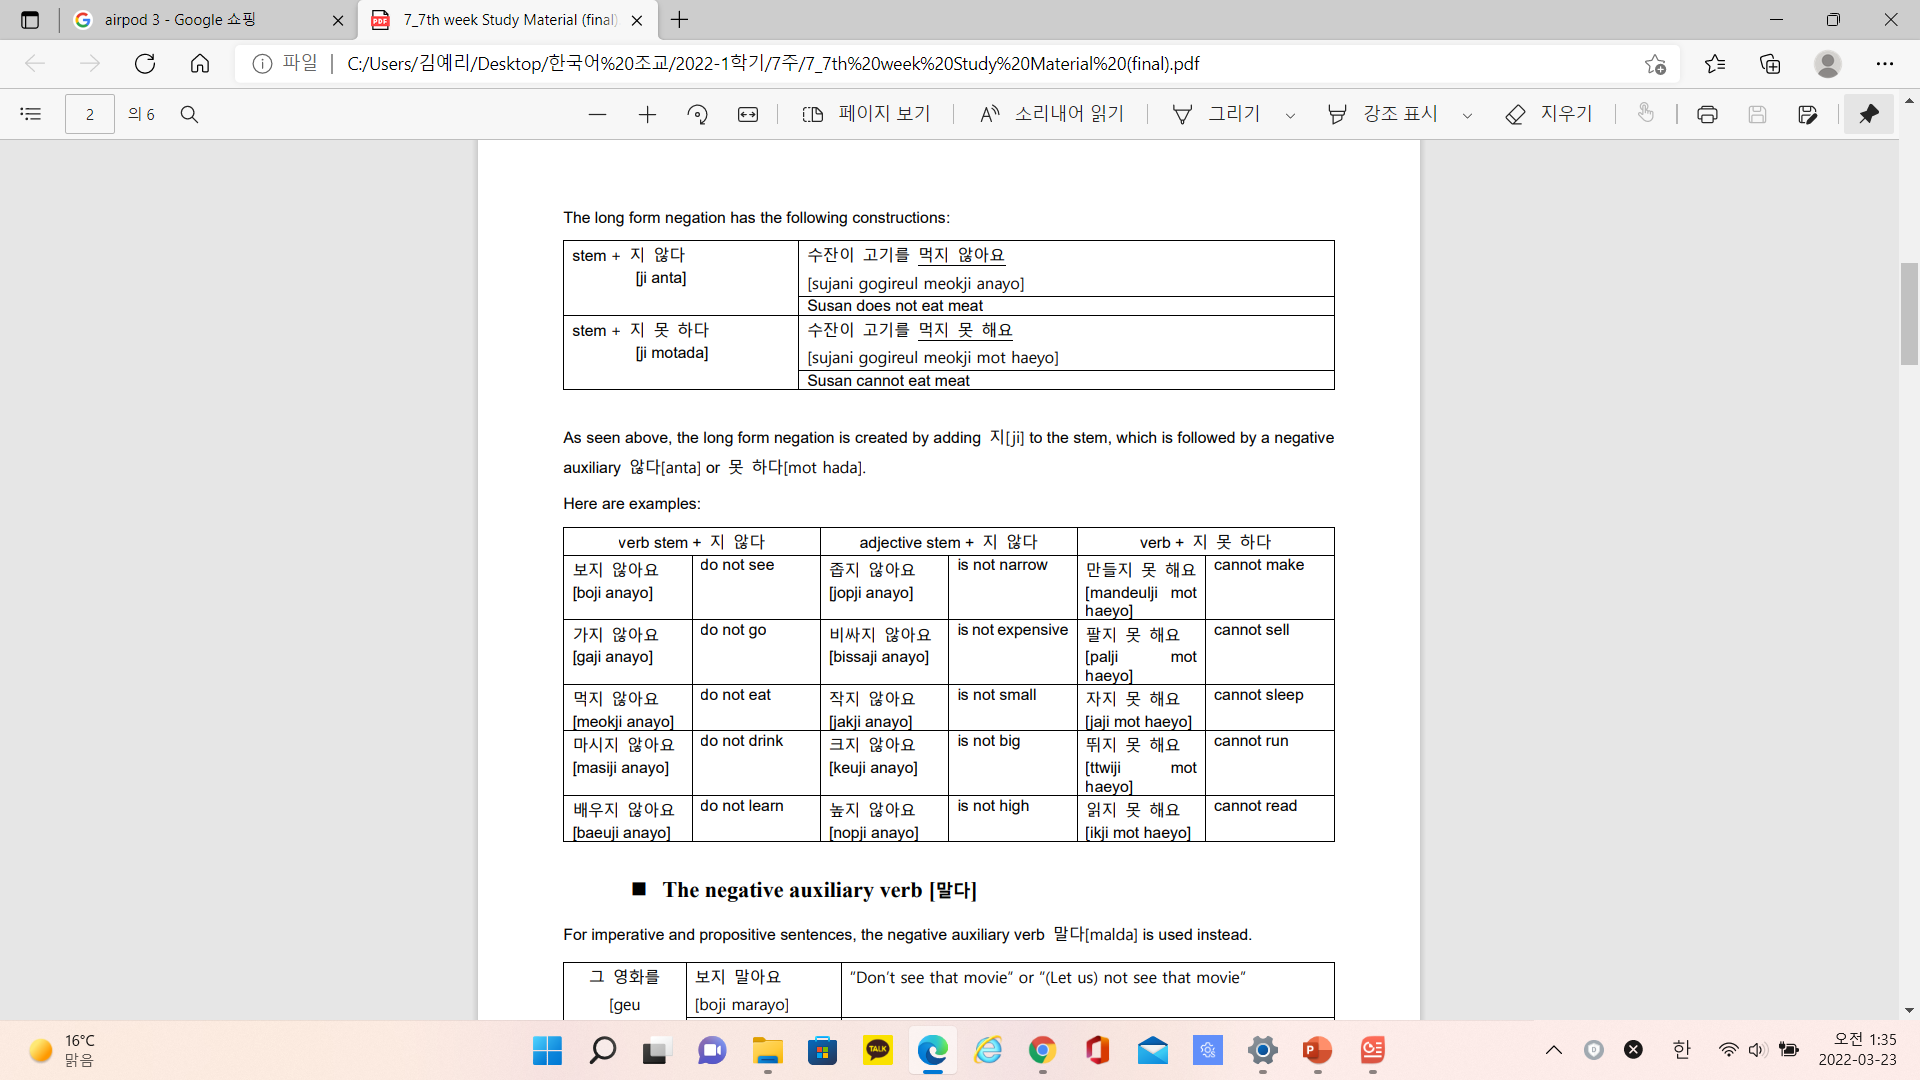 airpod 3 - Google 쇼핑
7_7th week Study Material (final)
파일
C:/Users/김예리/Desktop/한국어%20조교/2022-1학기/7주/7_7th%20week%20Study%20Material%20(final).pdf
2 의 6
페이지 보기
소리내어 읽기
그리기
강조 표시
지우기
The long form negation has the following constructions:
stem + 지 않다
[ji anta]
수잔이 고기를 먹지 않아요
[sujani gogireul meokji anayo]
Susan does not eat meat
stem + 지 못 하다
[ji motada]
수잔이 고기를 먹지 못 해요
[sujani gogireul meokji mot haeyo]
Susan cannot eat meat
As seen above, the long form negation is created by adding 지[ji] to the stem, which is followed by a negative
auxiliary 않다[anta] or 못 하다[mot hada].
Here are examples:
verb stem + 지 않다
adjective stem + 지 않다
verb + 지 못 하다
보지 않아요
[boji anayo]
do not see
좁지 않아요
[jopji anayo]
is not narrow
만들지 못 해요
[mandeulji mot
haeyo]
cannot make
가지 않아요
[gaji anayo]
do not go
비싸지 않아요
[bissaji anayo]
is not expensive
팔지 못 해요
[palji mot
haeyo]
cannot sell
먹지 않아요
[meokji anayo]
do not eat
작지 않아요
[jakji anayo]
is not small
자지 못 해요
[jaji mot haeyo]
cannot sleep
마시지 않아요
[masiji anayo]
do not drink
크지 않아요
[keuji anayo]
is not big
뛰지 못 해요
[ttwiji mot
haeyo]
cannot run
배우지 않아요
[baeuji anayo]
do not learn
높지 않아요
[nopji anayo]
is not high
읽지 못 해요
[ikji mot haeyo]
cannot read
■ The negative auxiliary verb [말다]
For imperative and propositive sentences, the negative auxiliary verb 말다[malda] is used instead.
그 영화를
[geu
보지 말아요
[boji marayo]
"Don't see that movie" or "(Let us) not see that movie"
16°C
맑음
TALK
한
오전 1:35
2022-03-23